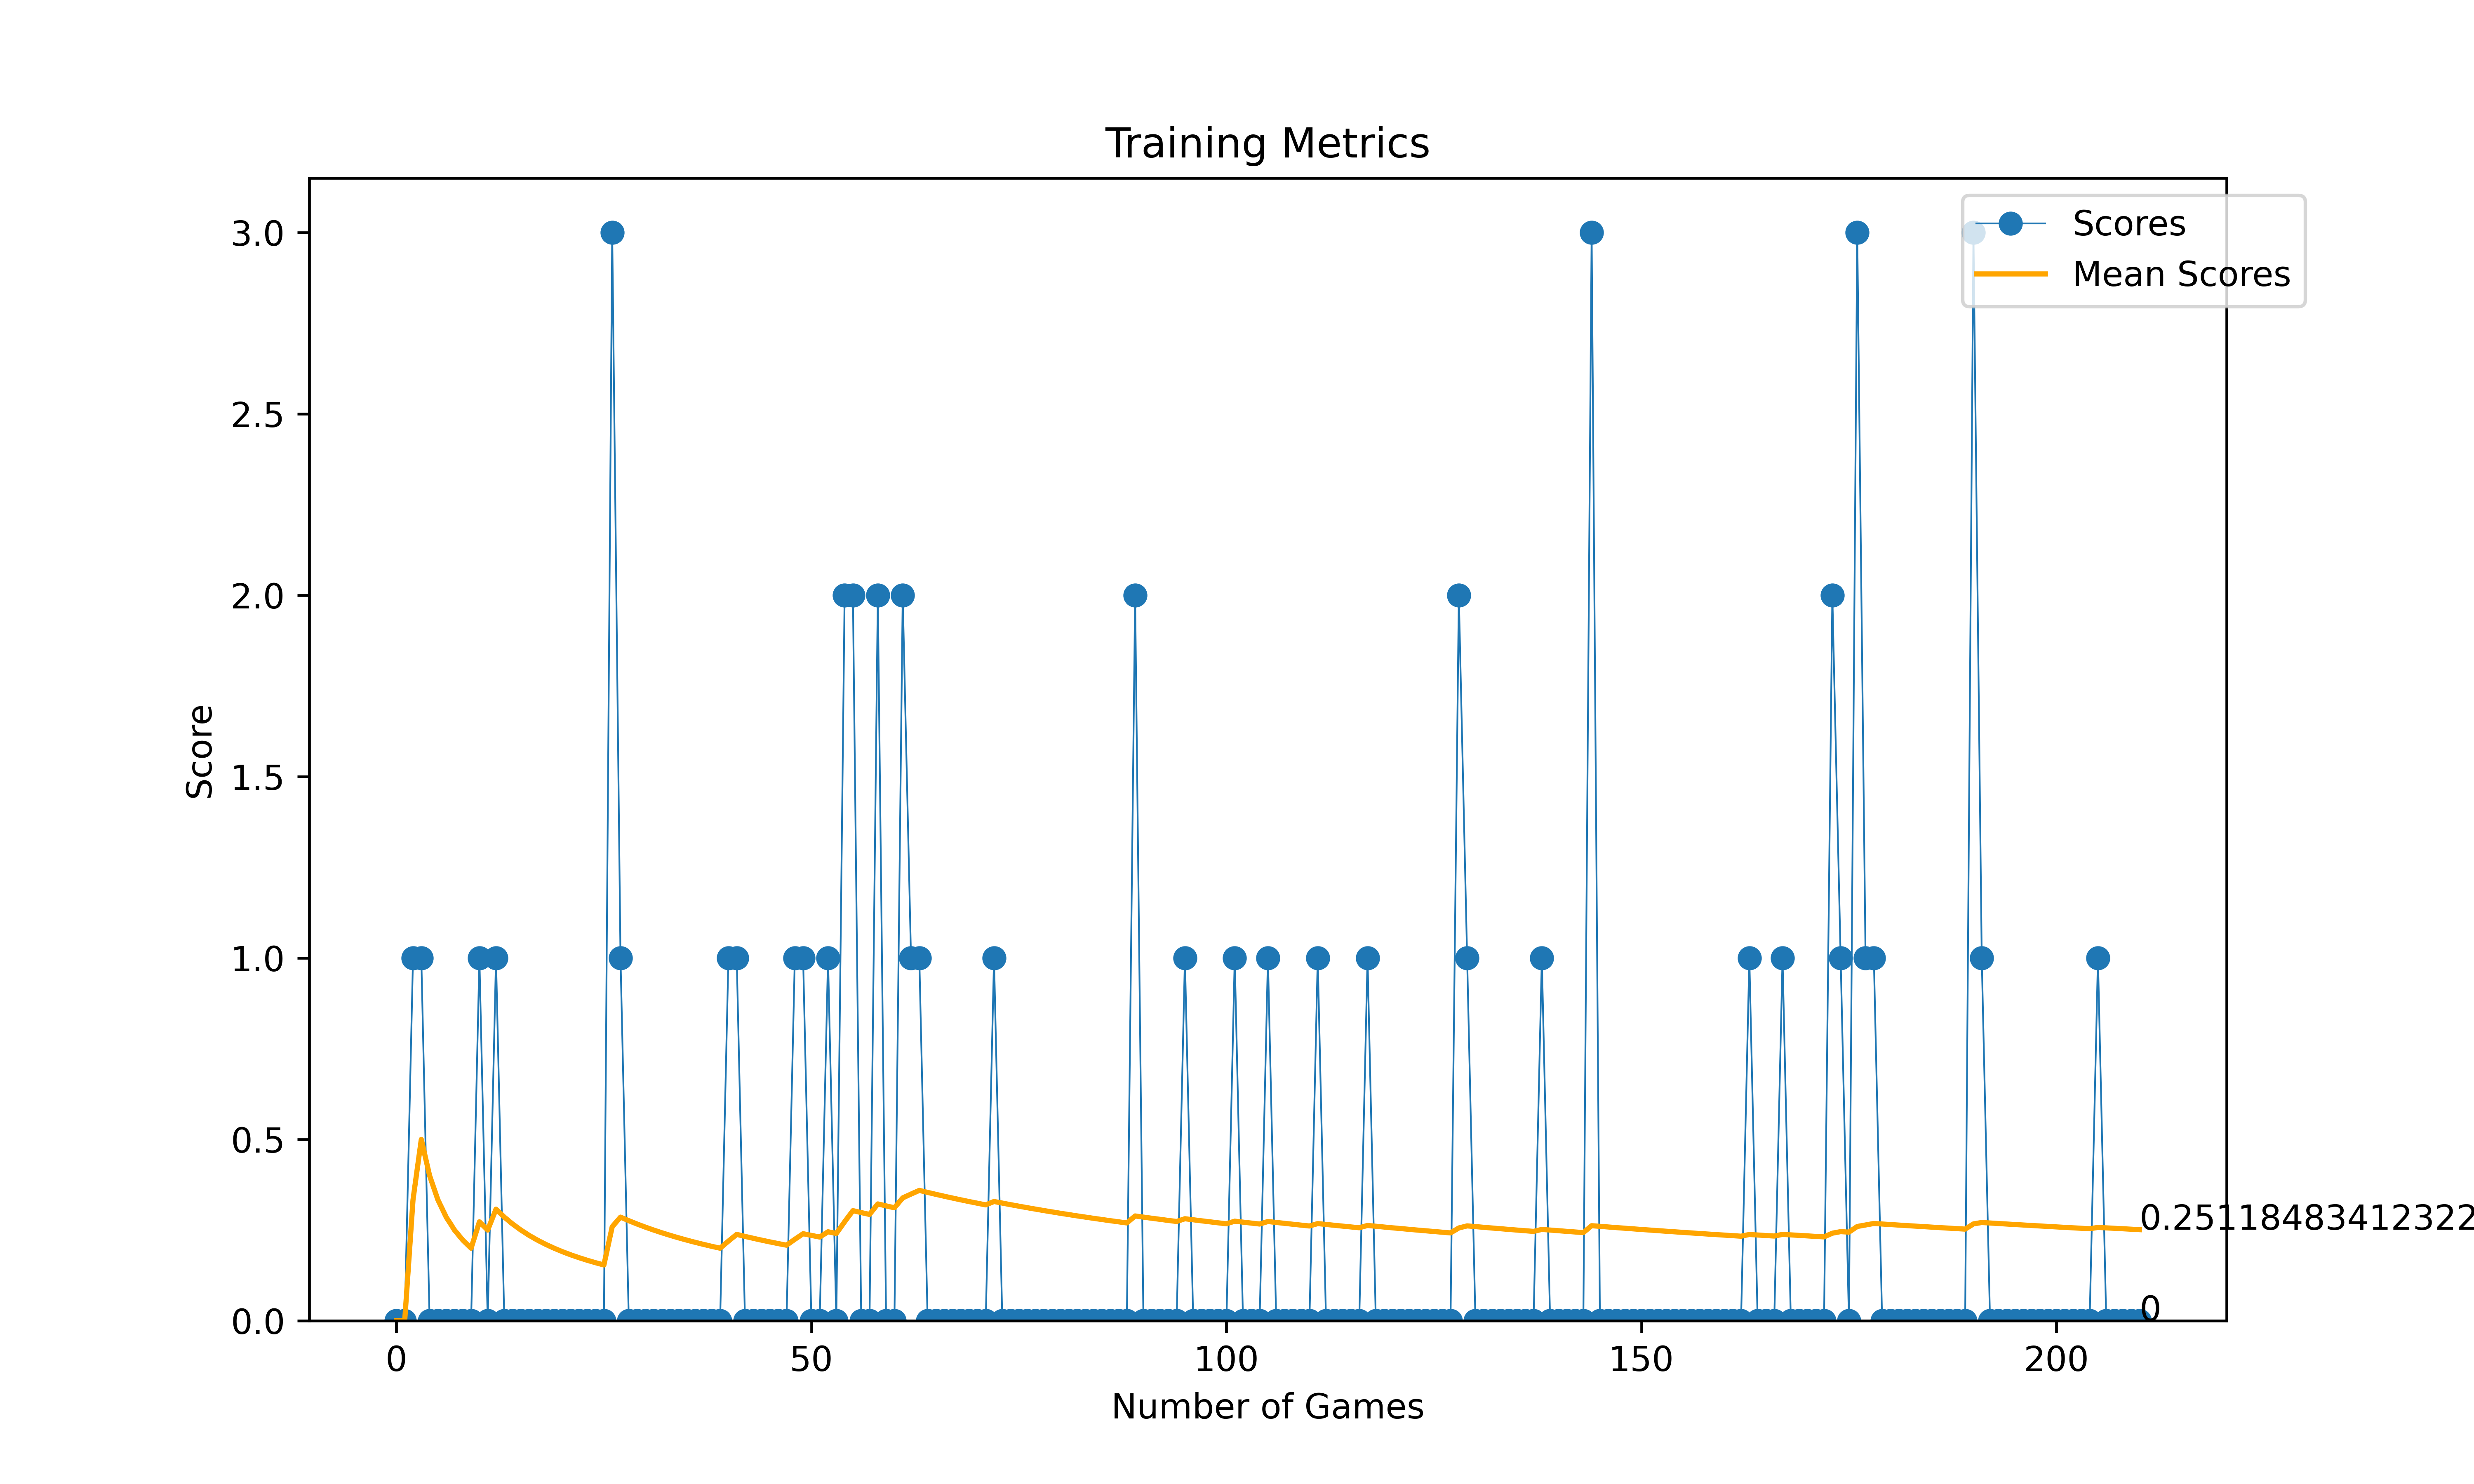 Training Metrics
Scores
Mean Scores
3.0
2.5
2.0
1.5
1.0
0.5
0.0
Score
0.251184834123222
0
0 50 100 150 200
Number of Games